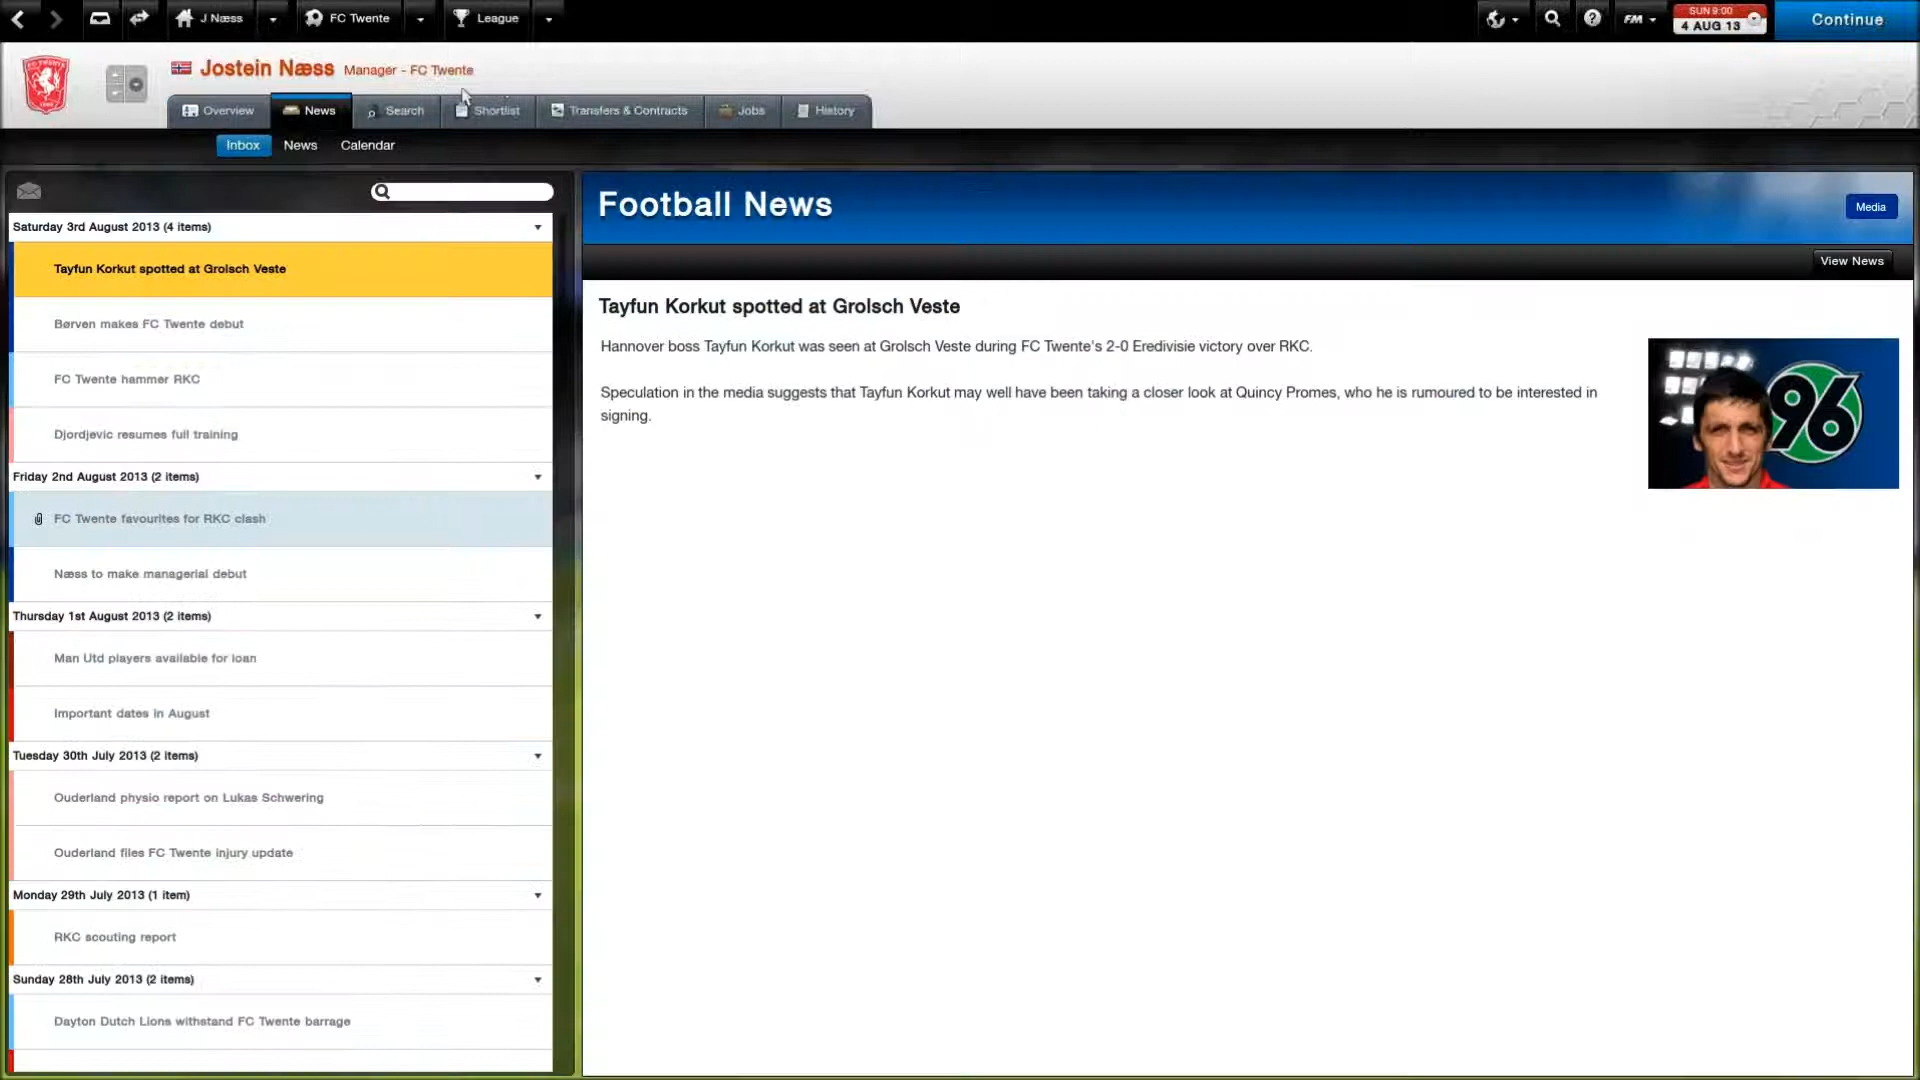 J Næss
FC Twente
League
FM
SUN 9:00
4 AUG 13
Continue
Jostein Næss Manager - FC Twente
Overview
News
Search
Shortlist
Transfers & Contracts
Jobs
History
Inbox
News
Calendar
Saturday 3rd August 2013 (4 items)
Tayfun Korkut spotted at Grolsch Veste
Børven makes FC Twente debut
FC Twente hammer RKC
Djordjevic resumes full training
Friday 2nd August 2013 (2 items)
FC Twente favourites for RKC clash
Næss to make managerial debut
Thursday 1st August 2013 (2 items)
Man Utd players available for loan
Important dates in August
Tuesday 30th July 2013 (2 items)
Ouderland physio report on Lukas Schwering
Ouderland files FC Twente injury update
Monday 29th July 2013 (1 item)
RKC scouting report
Sunday 28th July 2013 (2 items)
Dayton Dutch Lions withstand FC Twente barrage
Football News
Media
View News
Tayfun Korkut spotted at Grolsch Veste
Hannover boss Tayfun Korkut was seen at Grolsch Veste during FC Twente's 2-0 Eredivisie victory over RKC.
Speculation in the media suggests that Tayfun Korkut may well have been taking a closer look at Quincy Promes, who he is rumoured to be interested in
signing.
96